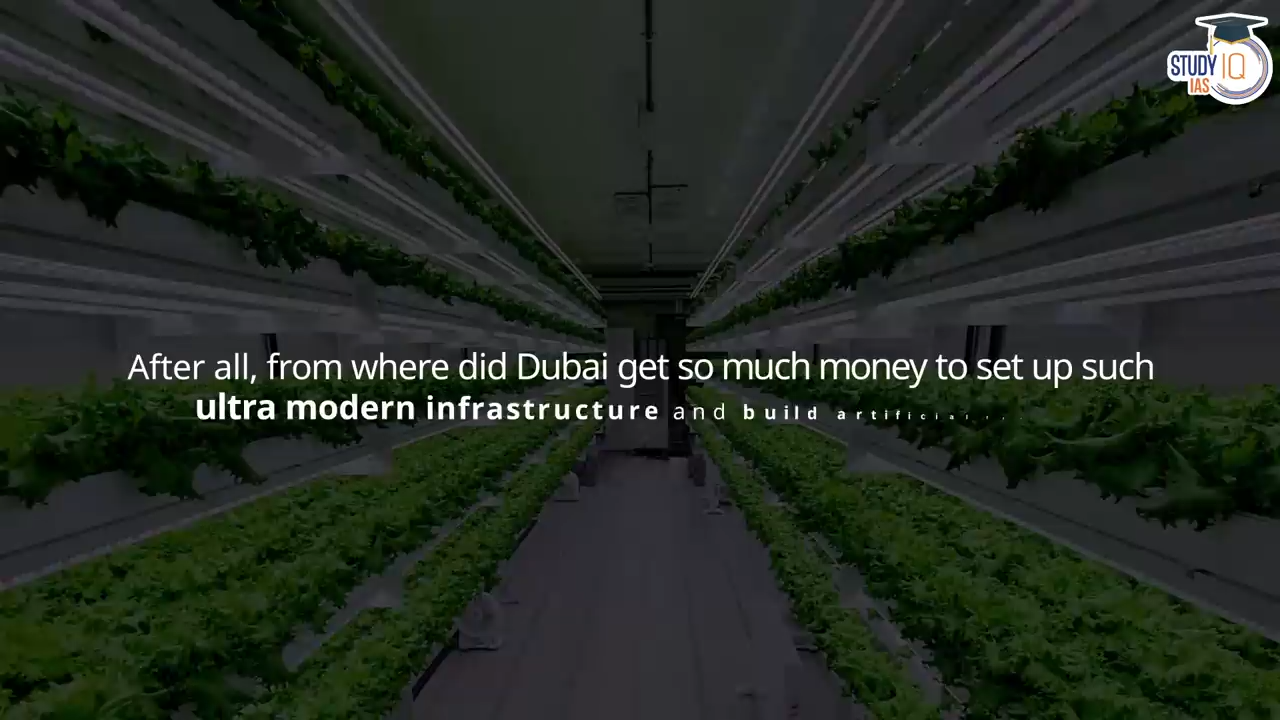 STUDY IQ
IAS
After all, from where did Dubai get so much money to set up such
ultra modern infrastructure and build artificial...